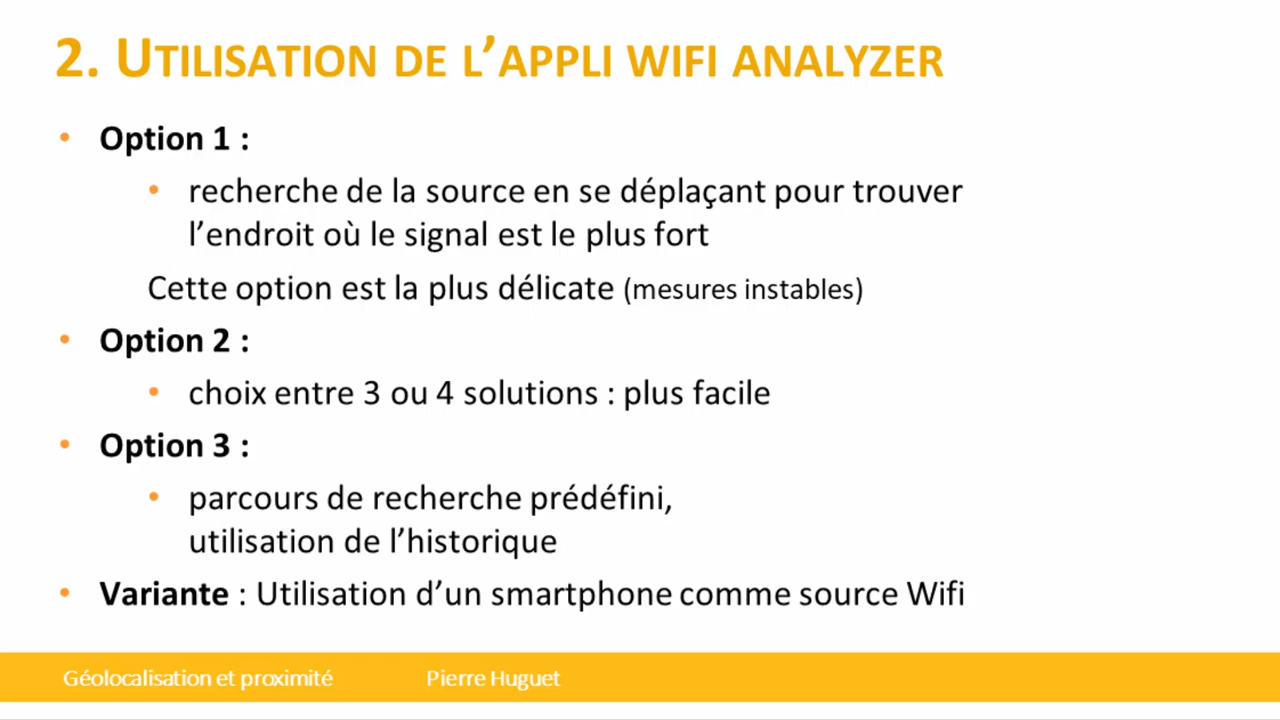 2. Utilisation de l’appli wifi analyzer
• Option 1 :
• recherche de la source en se déplaçant pour trouver
l’endroit où le signal est le plus fort
Cette option est la plus délicate (mesures instables)
• Option 2 :
• choix entre 3 ou 4 solutions : plus facile
• Option 3 :
• parcours de recherche prédéfini,
utilisation de l’historique
• Variante : Utilisation d’un smartphone comme source Wifi
Géolocalisation et proximité Pierre Huguet